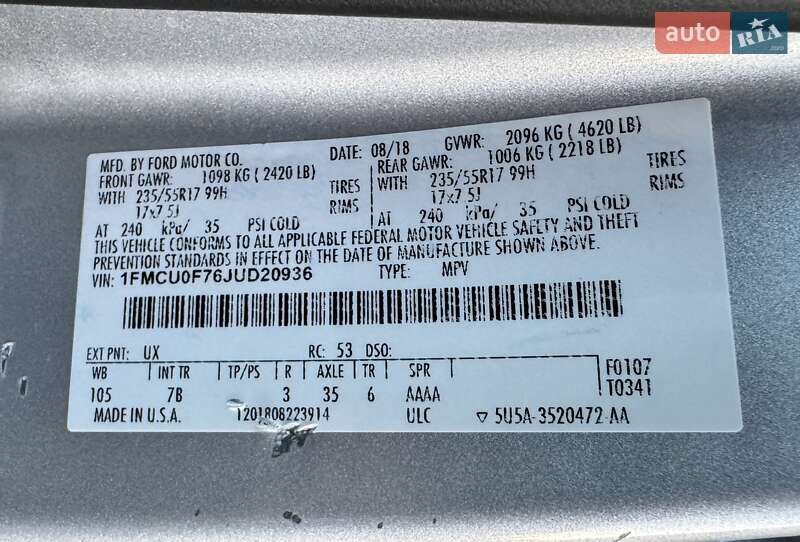 auto RIA
MFD. BY FORD MOTOR CO. DATE: 08/18 GVWR: 2096 KG ( 4620 LB)
FRONT GAWR: 1098 KG ( 2420 LB) REAR GAWR: 1006 KG ( 2218 LB)
WITH 235/55R17 99H TIRES WITH 235/55R17 99H TIRES
17x7.5J RIMS 17x7.5J RIMS
AT 240 kPa/ 35 PSI COLD AT 240 kPa/ 35 PSI COLD
THIS VEHICLE CONFORMS TO ALL APPLICABLE FEDERAL MOTOR VEHICLE SAFETY AND THEFT
PREVENTION STANDARDS IN EFFECT ON THE DATE OF MANUFACTURE SHOWN ABOVE.
VIN: 1FMCU0F76JUD20936 TYPE: MPV
EXT PNT: UX RC: 53 DSO:
WB INT TR TP/PS R AXLE TR SPR F0107
105 7B 3 35 6 AAAA T0341
MADE IN U.S.A. 1201808223914 ULC ▽ 5U5A-3520472-AA